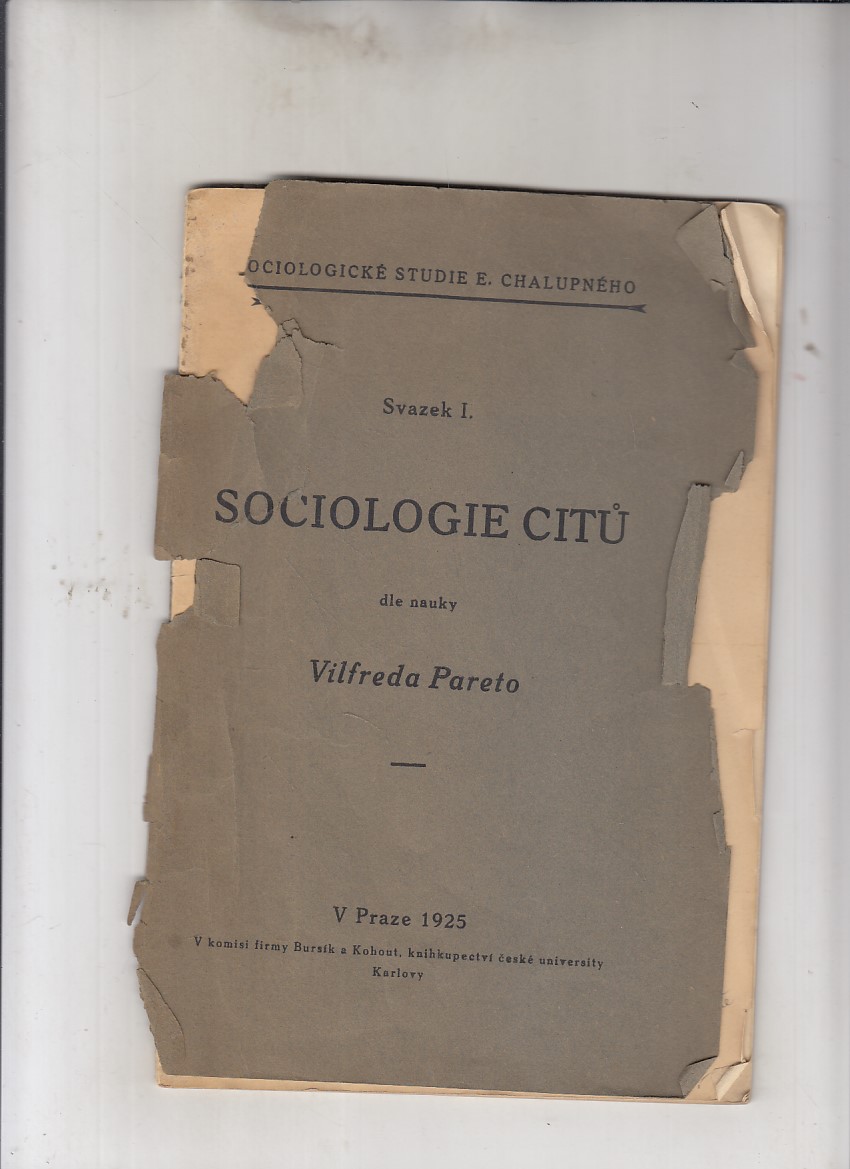 OCIOLOGICKÉ STUDIE E. CHALUPNÉHO
Svazek I.
SOCIOLOGIE CITŮ
dle nauky
Vilfreda Pareto
V Praze 1925
V komisi firmy Bursík a Kohout, knihkupectví české university
Karlovy